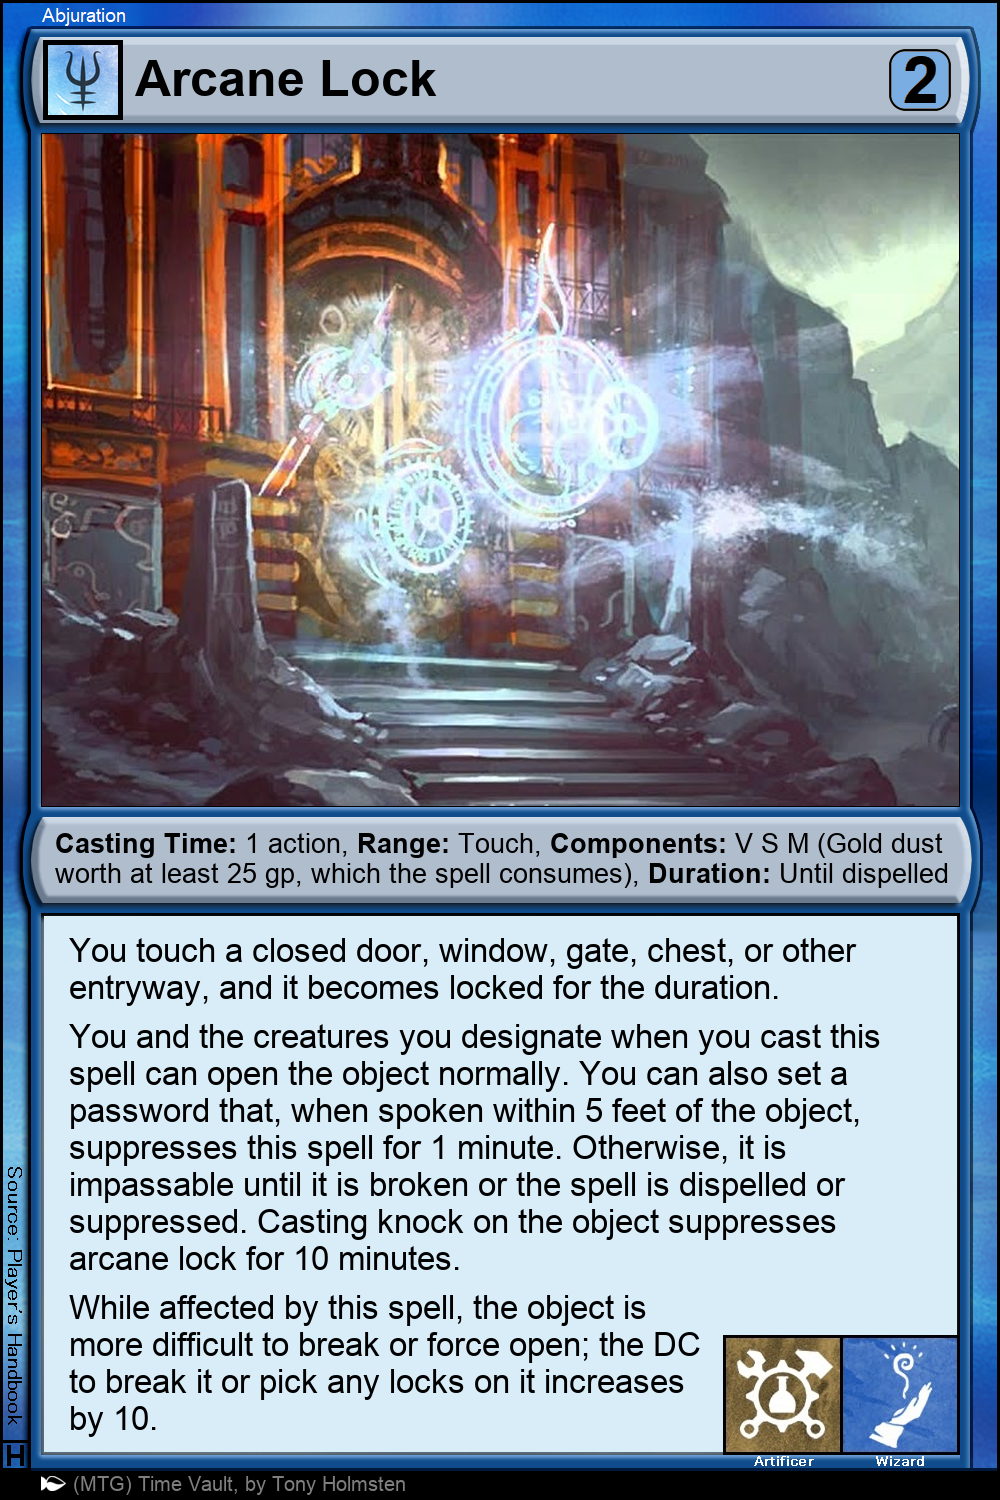 Abjuration
Arcane Lock
2
Casting Time: 1 action, Range: Touch, Components: V S M (Gold dust
worth at least 25 gp, which the spell consumes), Duration: Until dispelled
You touch a closed door, window, gate, chest, or other
entryway, and it becomes locked for the duration.
You and the creatures you designate when you cast this
spell can open the object normally. You can also set a
password that, when spoken within 5 feet of the object,
suppresses this spell for 1 minute. Otherwise, it is
impassable until it is broken or the spell is dispelled or
suppressed. Casting knock on the object suppresses
arcane lock for 10 minutes.
While affected by this spell, the object is
more difficult to break or force open; the DC
to break it or pick any locks on it increases
by 10.
Artificer
Wizard
Source: Player's Handbook
H
(MTG) Time Vault, by Tony Holmsten